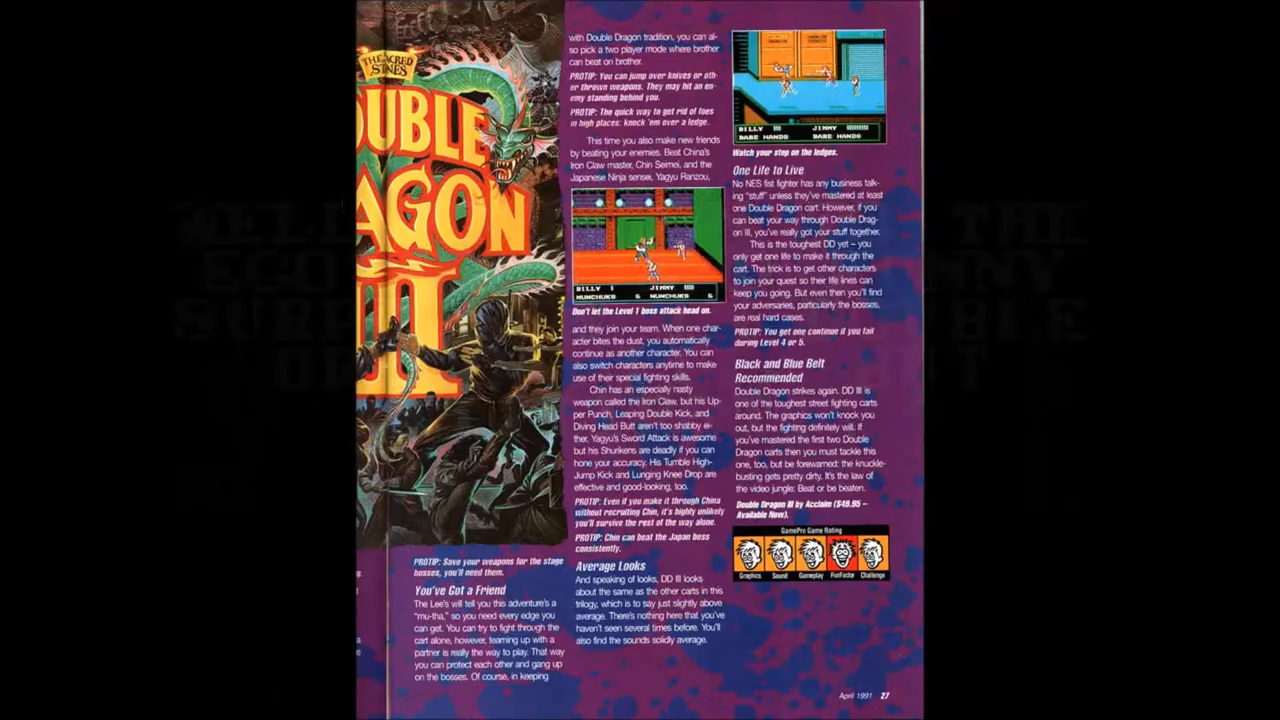 THE SACRED
STONES
OUBLE
AGON
III
PROTIP: Save your weapons for the stage
bosses, you'll need them.
You've Got a Friend
The Lee's will tell you this adventure's a
"mu-tha," so you need every edge you
can get. You can try to fight through the
cart alone, however, teaming up with a
partner is really the way to play. That way
you can protect each other and gang up
on the bosses. Of course, in keeping
with Double Dragon tradition, you can al-
so pick a two player mode where brother
can beat on brother.
PROTIP: You can jump over knives or oth-
er thrown weapons. They may hit an en-
emy standing behind you.
PROTIP: The quick way to get rid of foes
in high places: knock 'em over a ledge.
This time you also make new friends
by beating your enemies. Beat China's
Iron Claw master, Chin Seimei, and the
Japanese Ninja sensei, Yagyu Ranzou,
BILLY JIMMY
NUNCHUKS 5 NUNCHUKS 5
Don't let the Level 1 boss attack head on.
and they join your team. When one char-
acter bites the dust, you automatically
continue as another character. You can
also switch characters anytime to make
use of their special fighting skills.
Chin has an especially nasty
weapon called the Iron Claw, but his Up-
per Punch, Leaping Double Kick, and
Diving Head Butt aren't too shabby ei-
ther. Yagyu's Sword Attack is awesome
but his Shurikens are deadly if you can
hone your accuracy. His Tumble High-
Jump Kick and Lunging Knee Drop are
effective and good-looking, too.
PROTIP: Even if you make it through China
without recruiting Chin, it's highly unlikely
you'll survive the rest of the way alone.
PROTIP: Chin can beat the Japan boss
consistently.
Average Looks
And speaking of looks, DD III looks
about the same as the other carts in this
trilogy, which is to say just slightly above
average. There's nothing here that you've
haven't seen several times before. You'll
also find the sounds solidly average.
BILLY JIMMY
BARE HANDS BARE HANDS
Watch your step on the ledges.
One Life to Live
No NES fist fighter has any business talk-
ing "stuff" unless they've mastered at least
one Double Dragon cart. However, if you
can beat your way through Double Drag-
on III, you've really got your stuff together.
This is the toughest DD yet – you
only get one life to make it through the
cart. The trick is to get other characters
to join your quest so their life lines can
keep you going. But even then you'll find
your adversaries, particularly the bosses,
are real hard cases.
PROTIP: You get one continue if you fail
during Level 4 or 5.
Black and Blue Belt
Recommended
Double Dragon strikes again. DD III is
one of the toughest street fighting carts
around. The graphics won't knock you
out, but the fighting definitely will. If
you've mastered the first two Double
Dragon carts then you must tackle this
one, too, but be forewarned: the knuckle-
busting gets pretty dirty. It's the law of
the video jungle: Beat or be beaten.
Double Dragon III by Acclaim ($49.95 –
Available Now).
GamePro Game Rating
Graphics Sound Gameplay FunFactor Challenge
April 1991 27